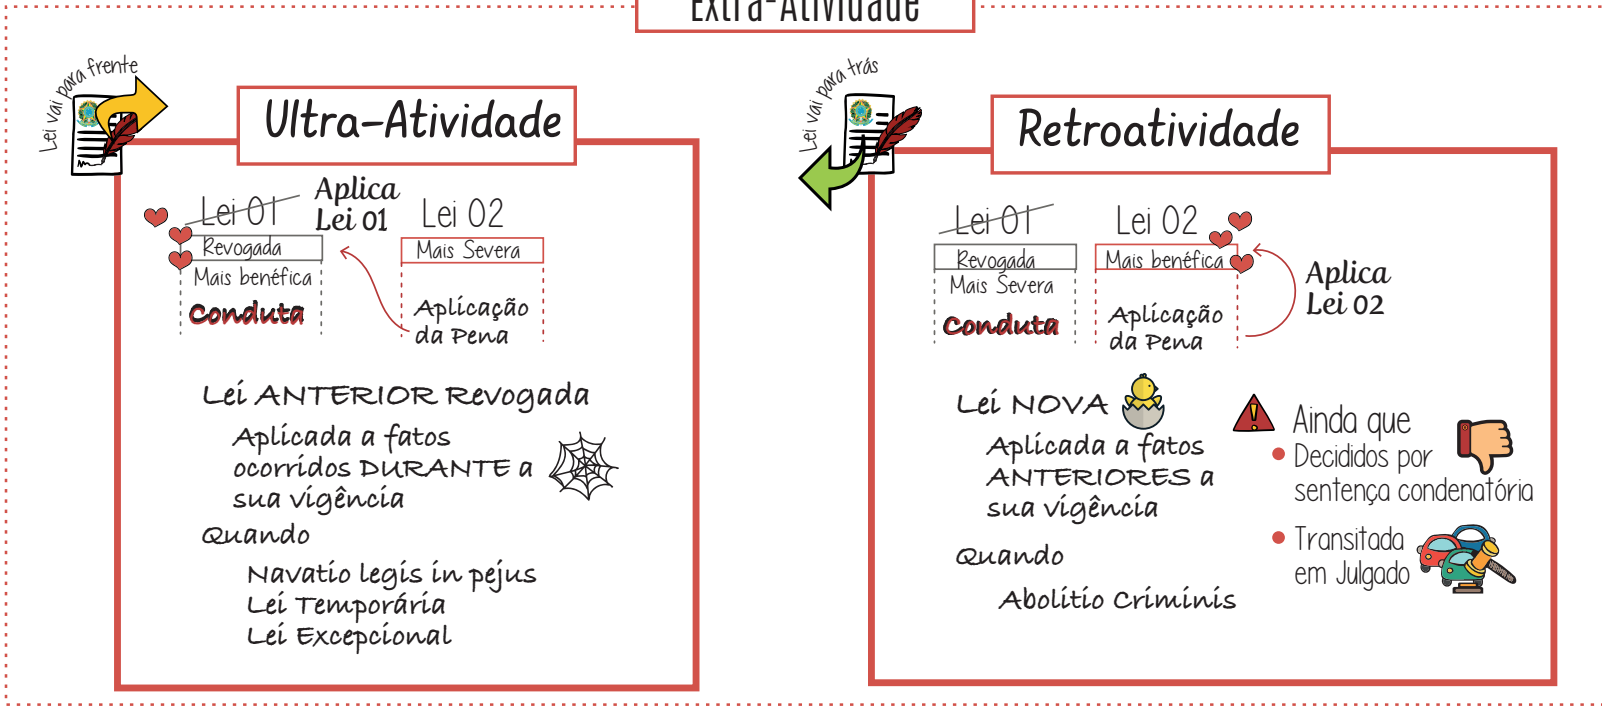 Extra-Atividade
Lei vai para frente
Ultra-Atividade
Lei 01
Aplica
Lei 01
Lei 02
Revogada
Mais Severa
Mais benéfica
Conduta
Aplicação
da Pena
Lei ANTERIOR Revogada
Aplicada a fatos
ocorridos DURANTE a
sua vigência
Quando
Navatio legis in pejus
Lei Temporária
Lei Excepcional
Lei vai para trás
Retroatividade
Lei 01
Lei 02
Revogada
Mais benéfica
Mais Severa
Aplica
Lei 02
Conduta
Aplicação
da Pena
Lei NOVA
Aplicada a fatos
ANTERIORES a
sua vigência
Quando
Abolitio Criminis
Ainda que
Decididos por
sentença condenatória
Transitada
em Julgado